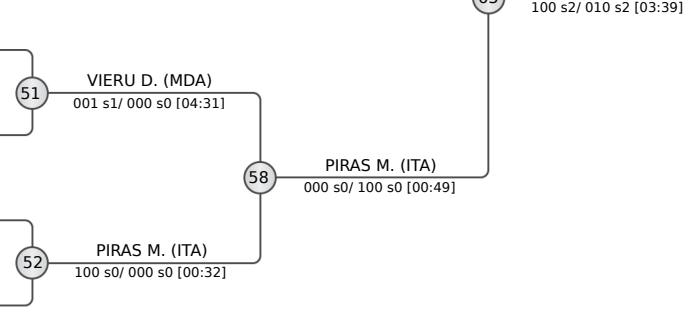 100 s2/ 010 s2 [03:39]
VIERU D. (MDA)
51
001 s1/ 000 s0 [04:31]
PIRAS M. (ITA)
58
000 s0/ 100 s0 [00:49]
PIRAS M. (ITA)
52
100 s0/ 000 s0 [00:32]